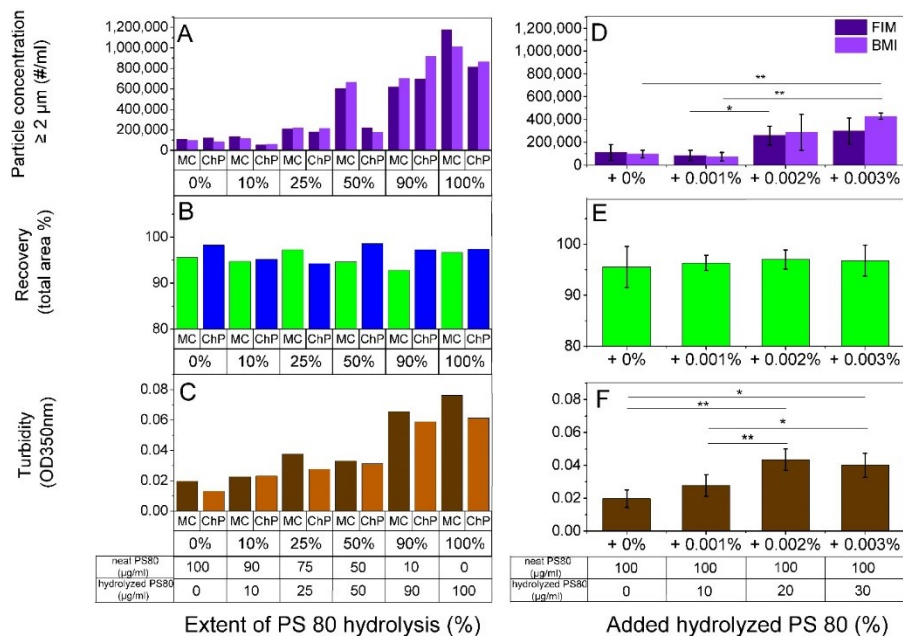 A
Particle concentration
≥ 2 µm (#/ml)
1,200,000
1,000,000
800,000
600,000
400,000
200,000
0
MC ChP MC ChP MC ChP MC ChP MC ChP MC ChP
0% 10% 25% 50% 90% 100%
B
Recovery
(total area %)
100
95
90
80
MC ChP MC ChP MC ChP MC ChP MC ChP MC ChP
0% 10% 25% 50% 90% 100%
C
Turbidity
(OD350nm)
0.08
0.06
0.04
0.02
0.00
MC ChP MC ChP MC ChP MC ChP MC ChP MC ChP
0% 10% 25% 50% 90% 100%
neat PS80
(µg/ml) 100 90 75 50 10 0
hydrolyzed PS80
(µg/ml) 0 10 25 50 90 100
Extent of PS 80 hydrolysis (%)
D
FIM
BMI
1,200,000
1,000,000
800,000
600,000
400,000
200,000
0
**
**
*
+ 0% + 0.001% + 0.002% + 0.003%
E
100
95
90
80
+ 0% + 0.001% + 0.002% + 0.003%
F
0.08
0.06
0.04
0.02
0.00
*
**
*
**
+ 0% + 0.001% + 0.002% + 0.003%
neat PS80
(µg/ml) 100 100 100 100
hydrolyzed PS80
(µg/ml) 0 10 20 30
Added hydrolyzed PS 80 (%)